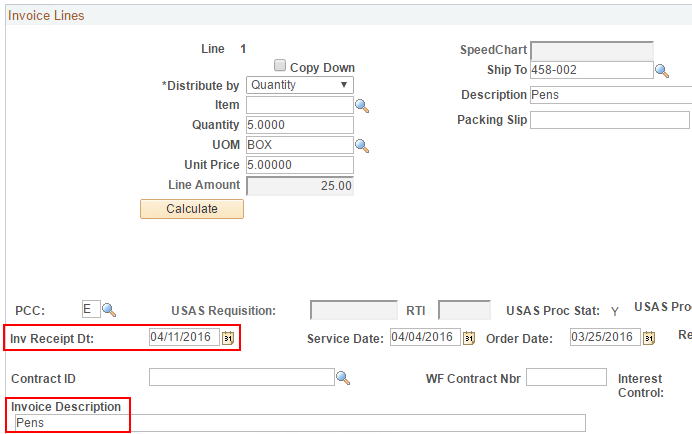 Invoice Lines
Line 1
SpeedChart
Copy Down
Ship To 458-002
*Distribute by Quantity
Description Pens
Item
Packing Slip
Quantity 5.0000
UOM BOX
Unit Price 5.00000
Line Amount 25.00
Calculate
PCC: E USAS Requisition: RTI USAS Proc Stat: Y USAS Pro
Inv Receipt Dt: 04/11/2016 Service Date: 04/04/2016 Order Date: 03/25/2016 Re
Contract ID WF Contract Nbr Interest
Control:
Invoice Description
Pens